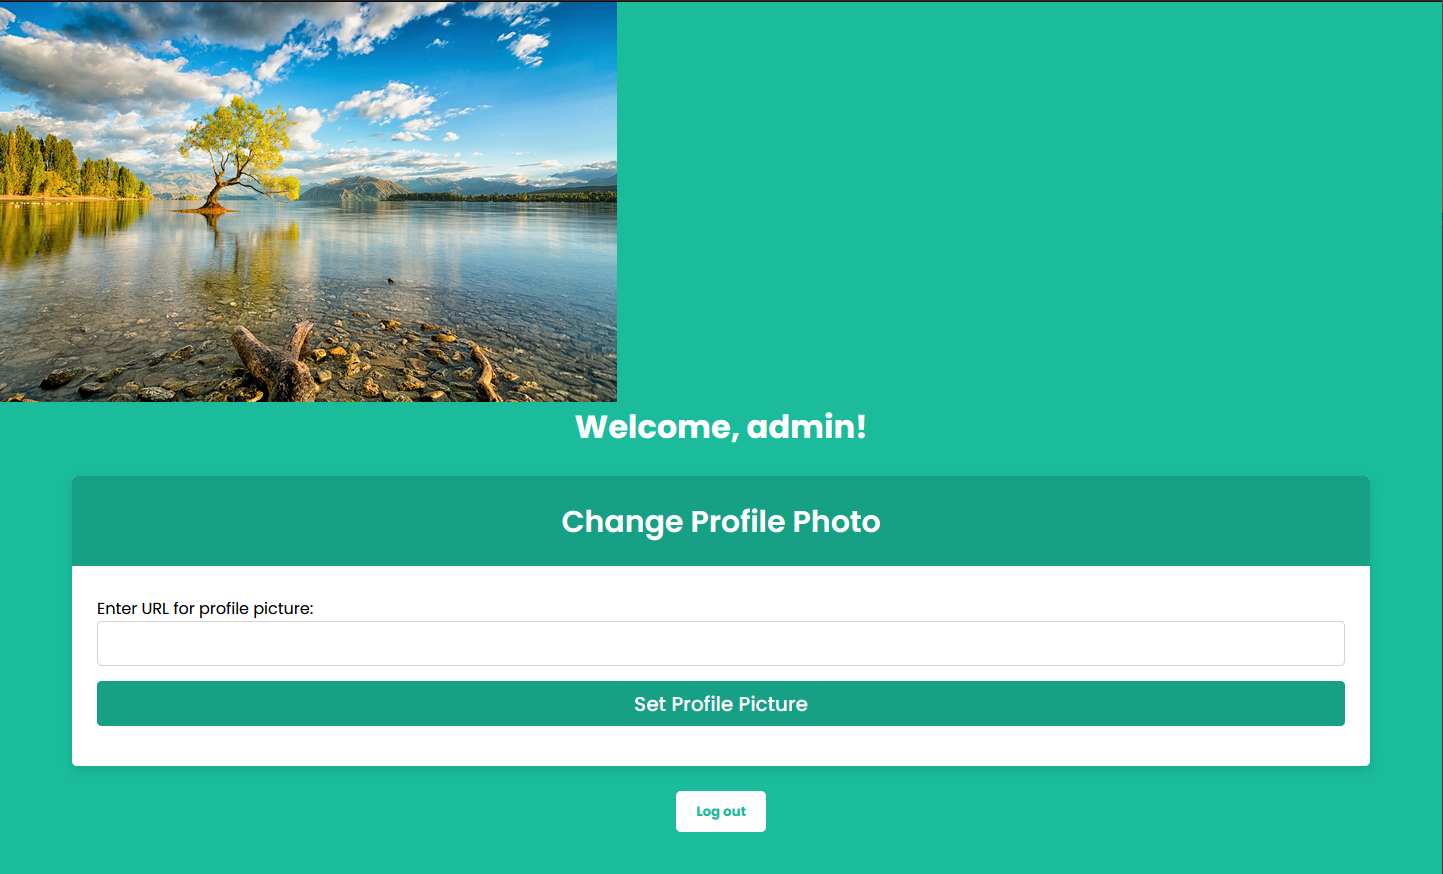 Welcome, admin!
Change Profile Photo
Enter URL for profile picture:
Set Profile Picture
Log out